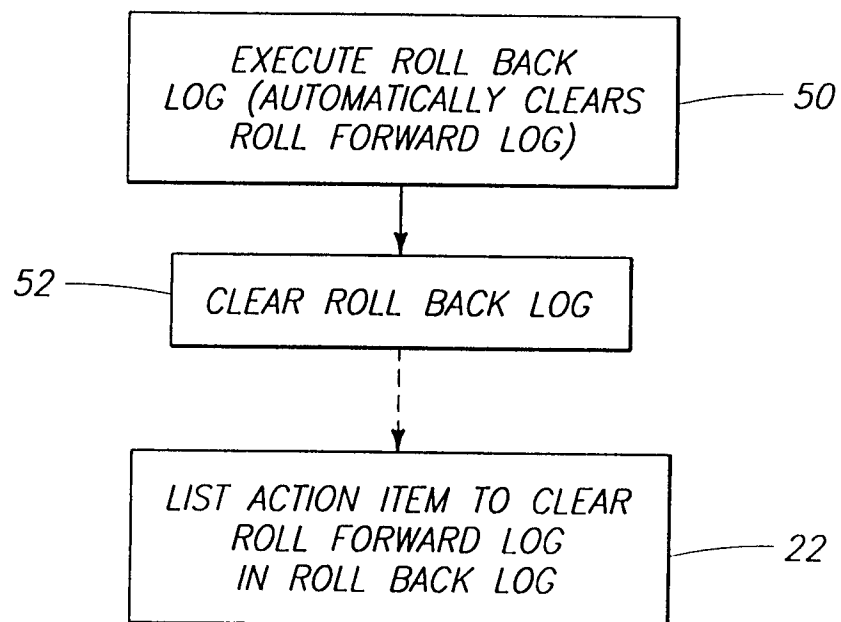 EXECUTE ROLL BACK
LOG (AUTOMATICALLY CLEARS
ROLL FORWARD LOG)
50
52
CLEAR ROLL BACK LOG
LIST ACTION ITEM TO CLEAR
ROLL FORWARD LOG
IN ROLL BACK LOG
22